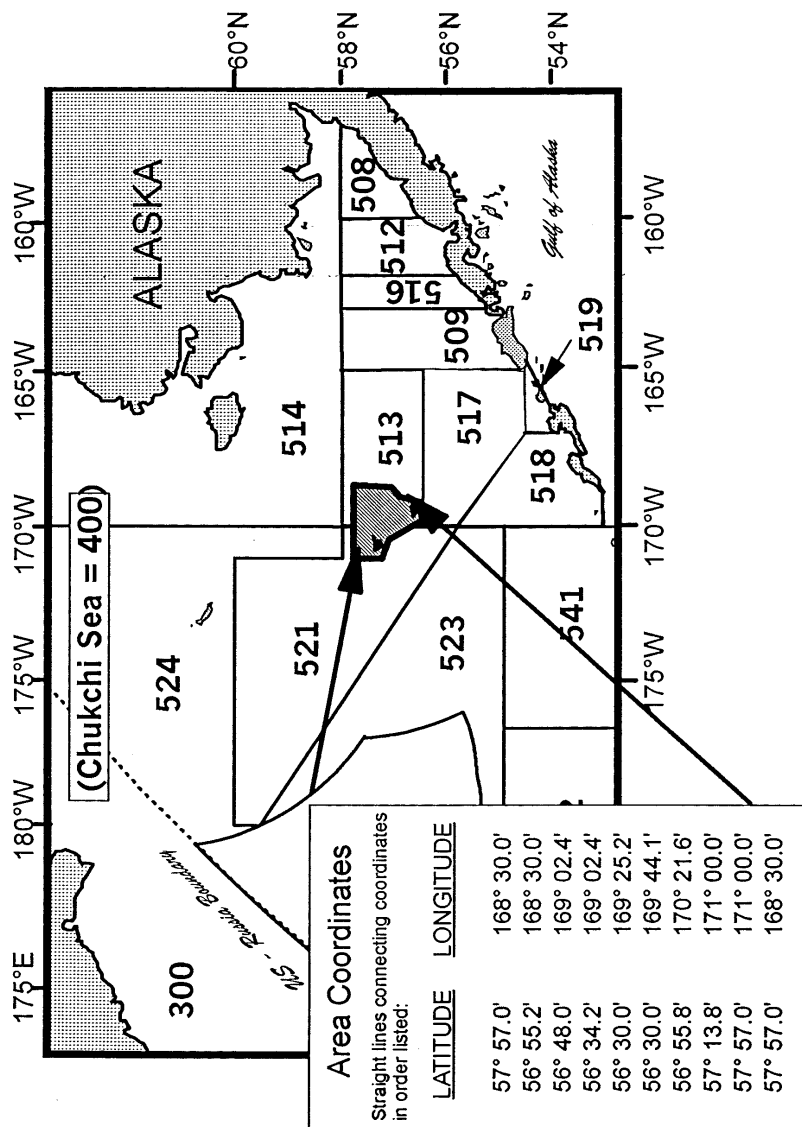 175°E
180°W
175°W
170°W
165°W
160°W
(Chukchi Sea = 400)
ALASKA
60°N
58°N
56°N
54°N
300
US - Russia Boundary
524
514
521
513
508
512
516
509
517
523
518
519
541
Gulf of Alaska
175°W
170°W
165°W
160°W
Area Coordinates
Straight lines connecting coordinates
in order listed:
LATITUDE LONGITUDE
57° 57.0' 168° 30.0'
56° 55.2' 168° 30.0'
56° 48.0' 169° 02.4'
56° 34.2' 169° 02.4'
56° 30.0' 169° 25.2'
56° 30.0' 169° 44.1'
56° 55.8' 170° 21.6'
57° 13.8' 171° 00.0'
57° 57.0' 171° 00.0'
57° 57.0' 168° 30.0'